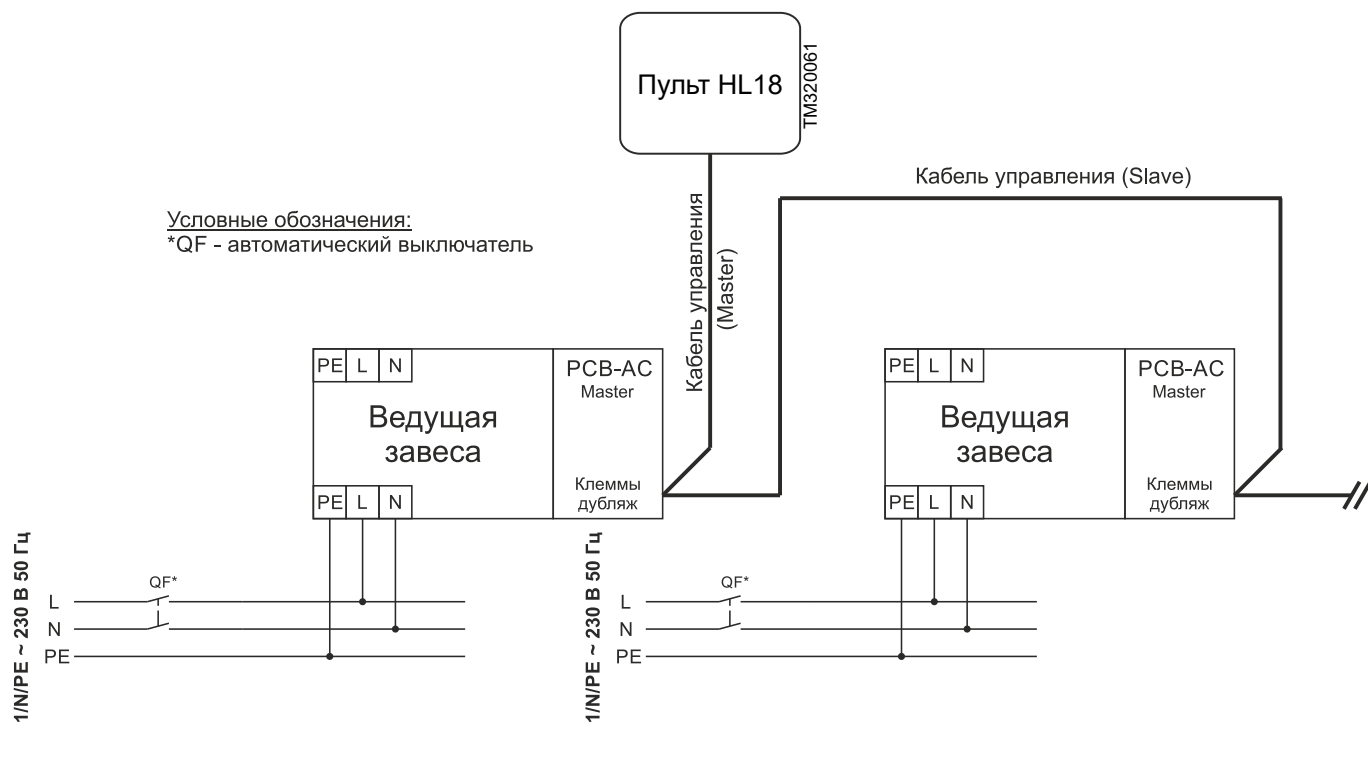 Пульт HL18
TM320061
Кабель управления (Slave)
Условные обозначения:
*QF - автоматический выключатель
Кабель управления
(Master)
PE L N
Ведущая
завеса
PCB-AC
Master
Клеммы
дубляж
PE L N
PE L N
Ведущая
завеса
PCB-AC
Master
Клеммы
дубляж
PE L N
1/N/PE ~ 230 В 50 Гц
QF*
L
N
PE
1/N/PE ~ 230 В 50 Гц
QF*
L
N
PE